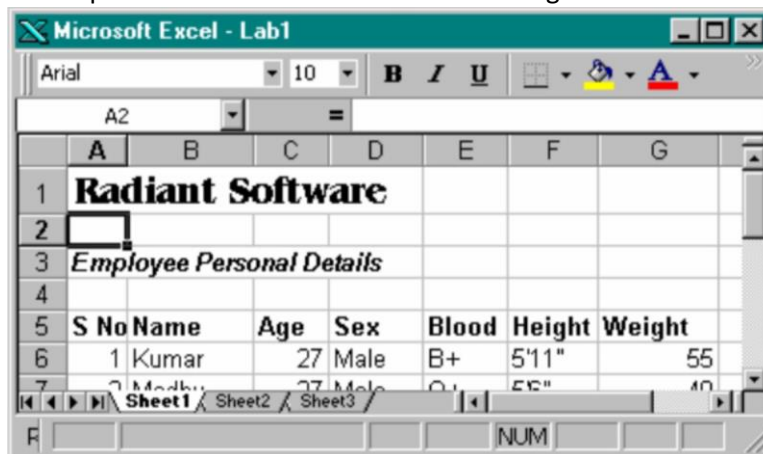 Microsoft Excel - Lab1
Arial 10 B I U A
A2 =
A B C D E F G
1 Radiant Software
2
3 Employee Personal Details
4
5 S No Name Age Sex Blood Height Weight
6 1 Kumar 27 Male B+ 5'11" 55
Sheet1 Sheet2 Sheet3
NUM